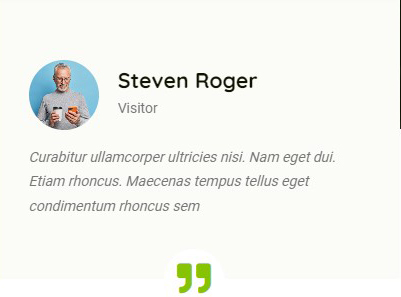 Steven Roger
Visitor
Curabitur ullamcorper ultricies nisi. Nam eget dui.
Etiam rhoncus. Maecenas tempus tellus eget
condimentum rhoncus sem
”